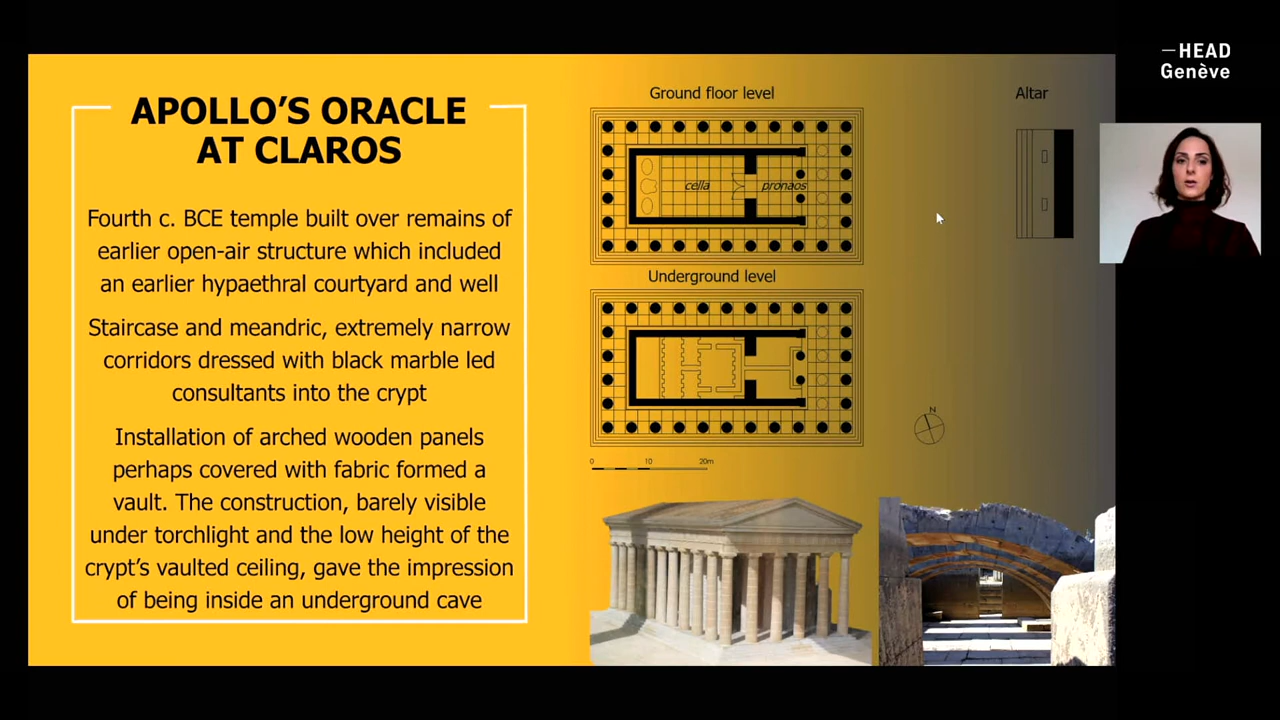 APOLLO’S ORACLE
AT CLAROS
Fourth c. BCE temple built over remains of
earlier open-air structure which included
an earlier hypaethral courtyard and well
Staircase and meandric, extremely narrow
corridors dressed with black marble led
consultants into the crypt
Installation of arched wooden panels
perhaps covered with fabric formed a
vault. The construction, barely visible
under torchlight and the low height of the
crypt’s vaulted ceiling, gave the impression
of being inside an underground cave
Ground floor level
cella
pronaos
Underground level
0 10 20m
N
Altar
—HEAD
Genève